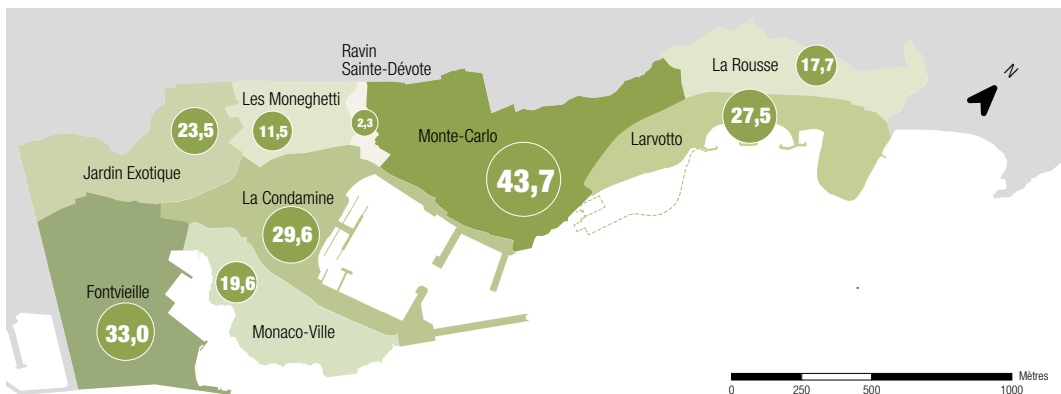 Ravin
Sainte-Dévote
La Rousse
17,7
N
Les Moneghetti
23,5
11,5
2,3
Monte-Carlo
27,5
Larvotto
Jardin Exotique
43,7
La Condamine
29,6
19,6
Fontvieille
33,0
Monaco-Ville
Mètres
0
250
500
1000